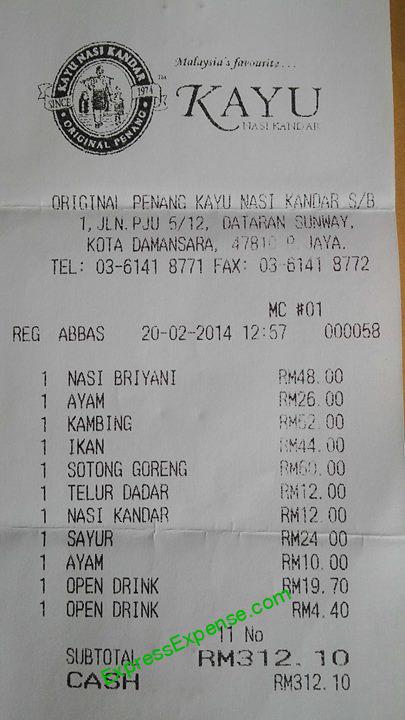 Malaysia's favourite...
KAYU NASI KANDAR
SINCE 1974
ORIGINAL PENANG
TM
KAYU
NASI KANDAR
ORIGINAL PENANG KAYU NASI KANDAR S/B
1, JLN.PJU 5/12, DATARAN SUNWAY,
KOTA DAMANSARA, 47810 P.JAYA.
TEL: 03-6141 8771 FAX: 03-6141 8772
MC #01
REG ABBAS 20-02-2014 12:57 000058
1 NASI BRIYANI RM48.00
1 AYAM RM26.00
1 KAMBING RM52.00
1 IKAN RM44.00
1 SOTONG GORENG RM60.00
1 TELUR DADAR RM12.00
1 NASI KANDAR RM12.00
1 SAYUR RM24.00
1 AYAM RM10.00
1 OPEN DRINK RM19.70
1 OPEN DRINK RM4.40
11 No
SUBTOTAL RM312.10
CASH RM312.10
ExpressExpense.com